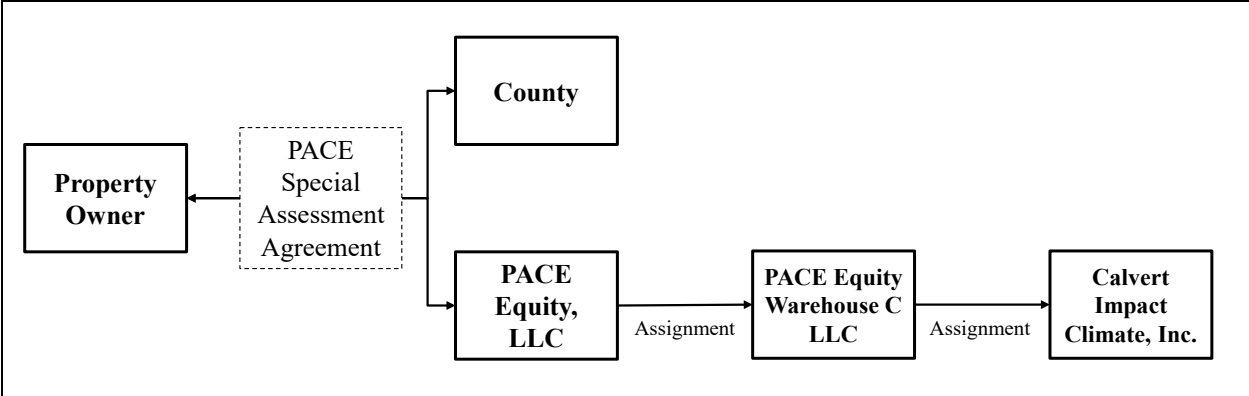 County
Property
Owner
PACE
Special
Assessment
Agreement
PACE
Equity,
LLC
Assignment
PACE Equity
Warehouse C
LLC
Assignment
Calvert
Impact
Climate, Inc.